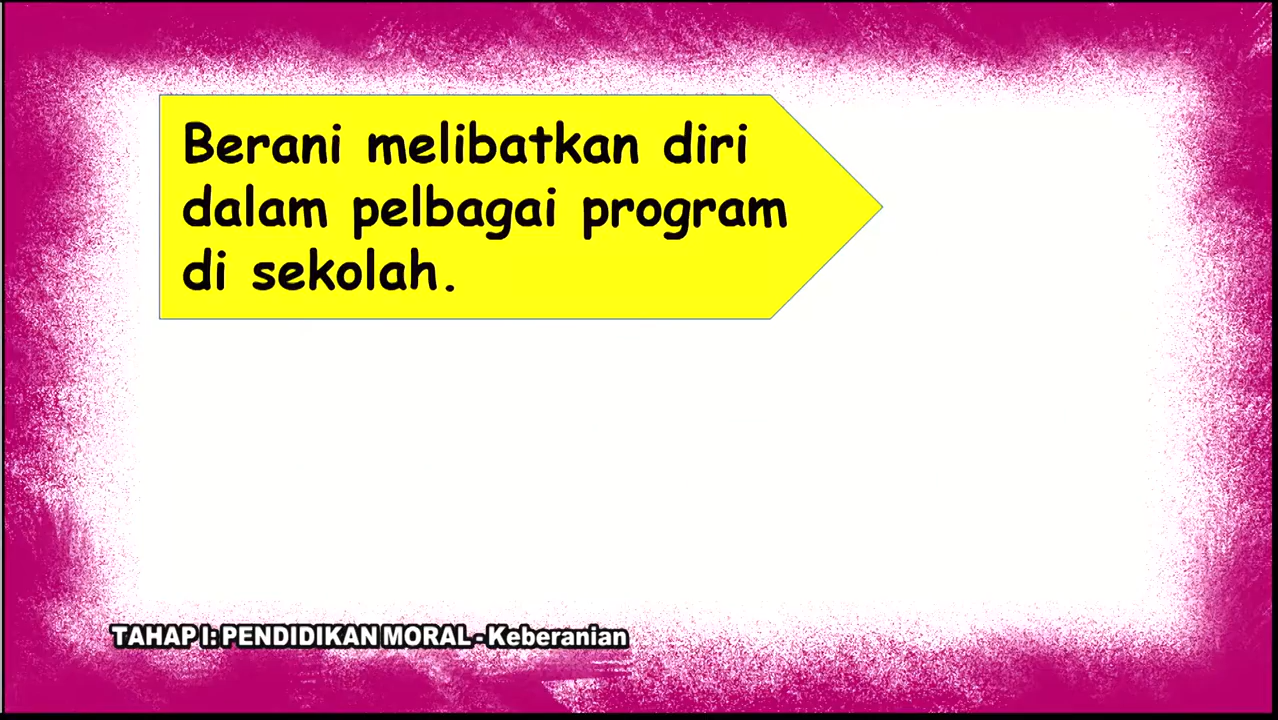 Berani melibatkan diri
dalam pelbagai program
di sekolah.
TAHAP I: PENDIDIKAN MORAL - Keberanian